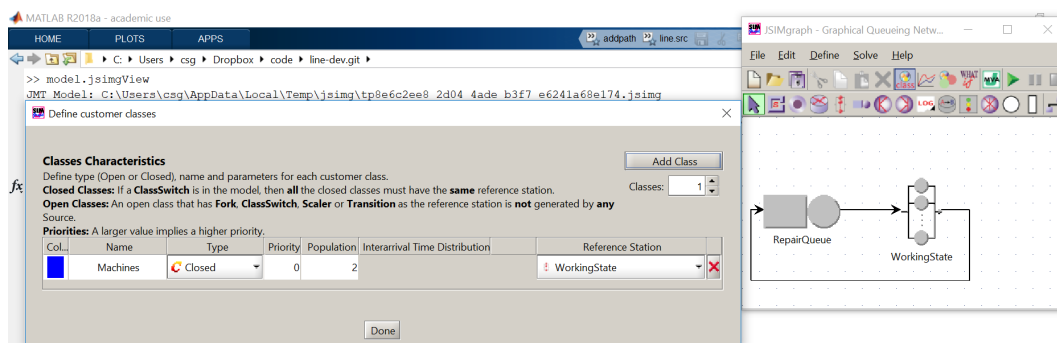 MATLAB R2018a - academic use
HOME PLOTS APPS
addpath line.src
C: Users csg Dropbox code line-dev.git
>> model.jsimgView
JMT Model: C:\Users\csg\AppData\Local\Temp\jsimg\tp8e6c2ee8_2d04_4ade_b3f7_e6241a68e174.jsimg
fx
Define customer classes
Classes Characteristics
Add Class
Define type (Open or Closed), name and parameters for each customer class.
Closed Classes: If a ClassSwitch is in the model, then all the closed classes must have the same reference station.
Classes: 1
Open Classes: An open class that has Fork, ClassSwitch, Scaler or Transition as the reference station is not generated by any
Source.
Priorities: A larger value implies a higher priority.
Col... Name Type Priority Population Interarrival Time Distribution Reference Station
Machines C Closed 0 2 WorkingState
Done
JSIMgraph - Graphical Queueing Netw...
File Edit Define Solve Help
WHAT IF MVA
LOG
RepairQueue
WorkingState